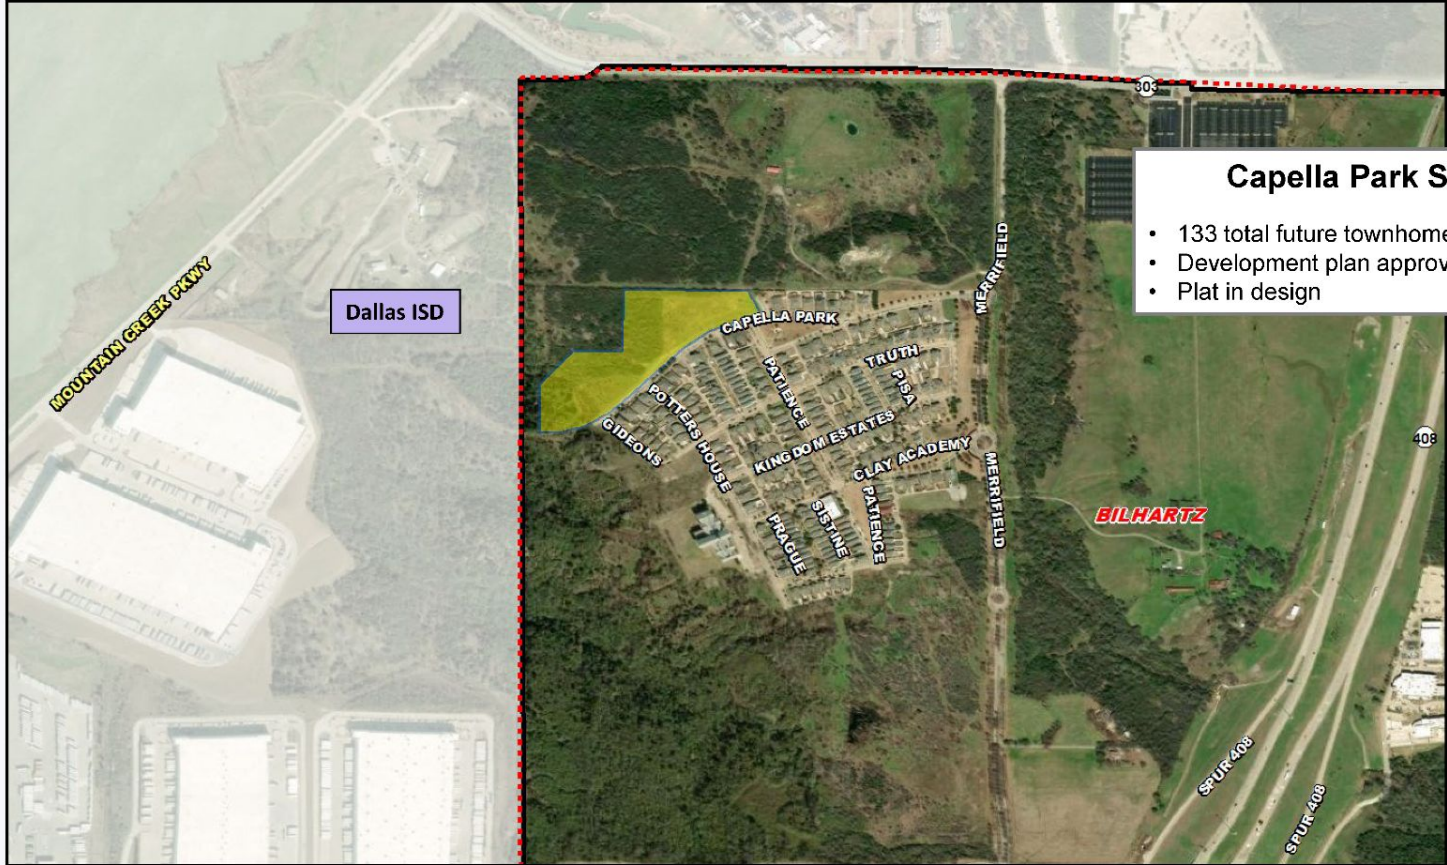 303
Capella Park S
• 133 total future townhome
• Development plan approv
• Plat in design
MOUNTAIN CREEK PKWY
Dallas ISD
MERRIFIELD
CAPELLA PARK
TRUTH
PISA
PATIENCE
POTTERS HOUSE
GIDEONS
KINGDOM ESTATES
CLAY ACADEMY
408
MERRIFIELD
PATIENCE
SISTINE
PRAGUE
BILHARTZ
SPUR 408
SPUR 408